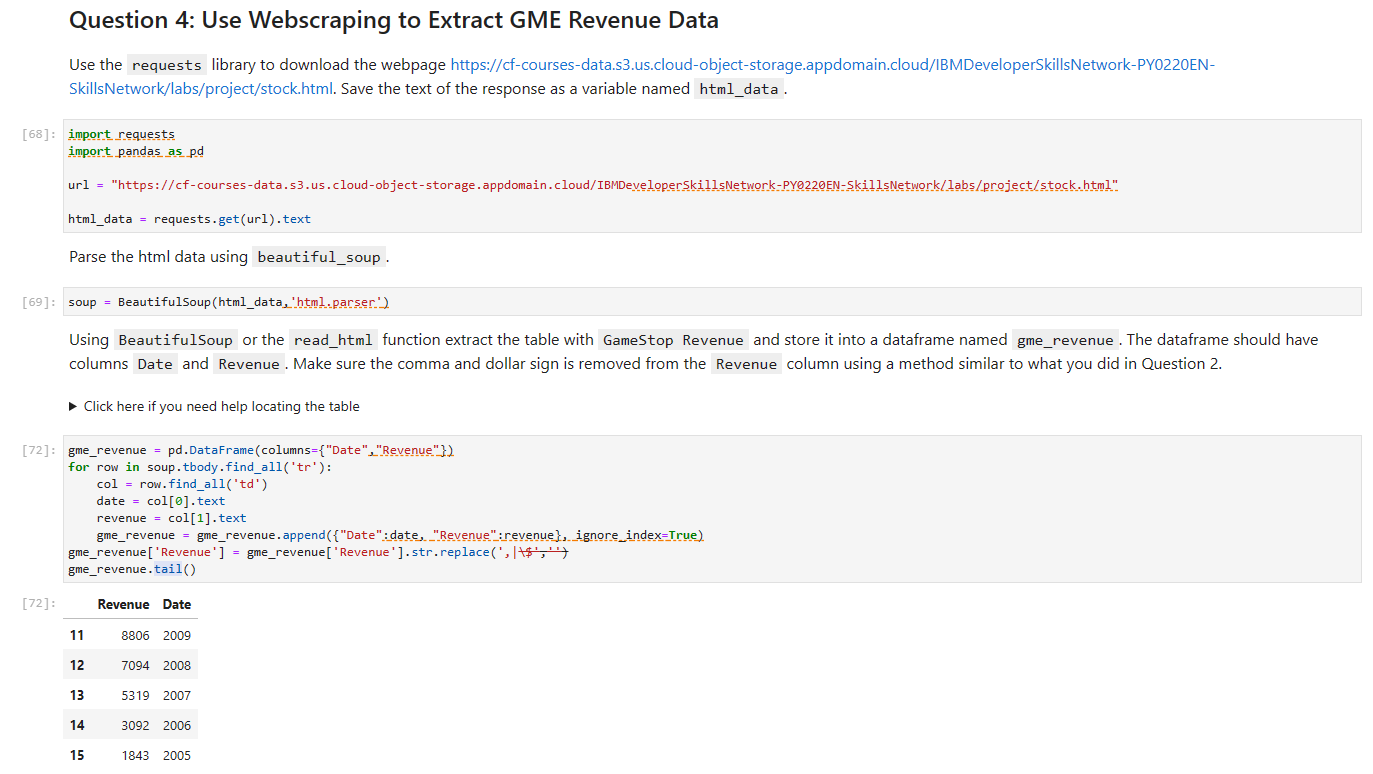 Question 4: Use Webscraping to Extract GME Revenue Data
Use the requests library to download the webpage https://cf-courses-data.s3.us.cloud-object-storage.appdomain.cloud/IBMDeveloperSkillsNetwork-PY0220EN-
SkillsNetwork/labs/project/stock.html. Save the text of the response as a variable named html_data.
[68]:
import requests
import pandas as pd
url = "https://cf-courses-data.s3.us.cloud-object-storage.appdomain.cloud/IBMDeveloperSkillsNetwork-PY0220EN-SkillsNetwork/labs/project/stock.html"
html_data = requests.get(url).text
Parse the html data using beautiful_soup.
[69]:
soup = BeautifulSoup(html_data,'html.parser')
Using BeautifulSoup or the read_html function extract the table with GameStop Revenue and store it into a dataframe named gme_revenue. The dataframe should have
columns Date and Revenue. Make sure the comma and dollar sign is removed from the Revenue column using a method similar to what you did in Question 2.
▶ Click here if you need help locating the table
[72]:
gme_revenue = pd.DataFrame(columns={"Date","Revenue"})
for row in soup.tbody.find_all('tr'):
    col = row.find_all('td')
    date = col[0].text
    revenue = col[1].text
    gme_revenue = gme_revenue.append({"Date":date, "Revenue":revenue}, ignore_index=True)
gme_revenue['Revenue'] = gme_revenue['Revenue'].str.replace(',|\$','')
gme_revenue.tail()
[72]:
Revenue Date
11 8806 2009
12 7094 2008
13 5319 2007
14 3092 2006
15 1843 2005